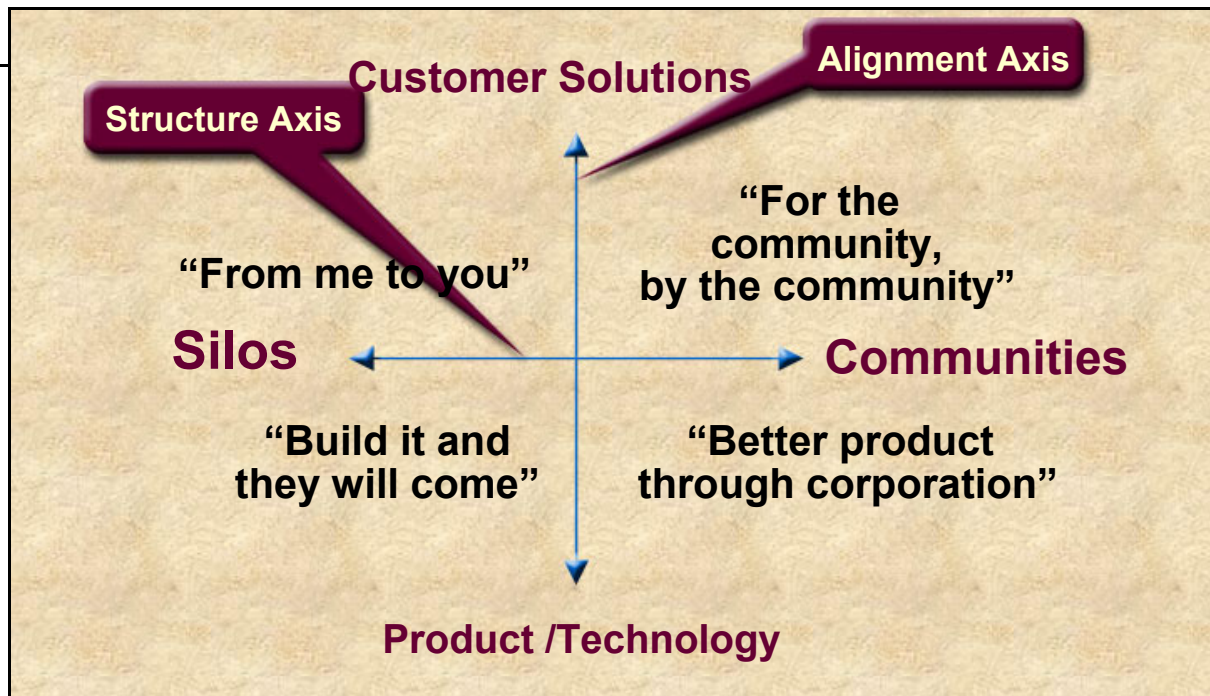 Alignment Axis
Customer Solutions
Structure Axis
“For the
community,
by the community”
“From me to you”
Silos
Communities
“Build it and
they will come”
“Better product
through corporation”
Product /Technology